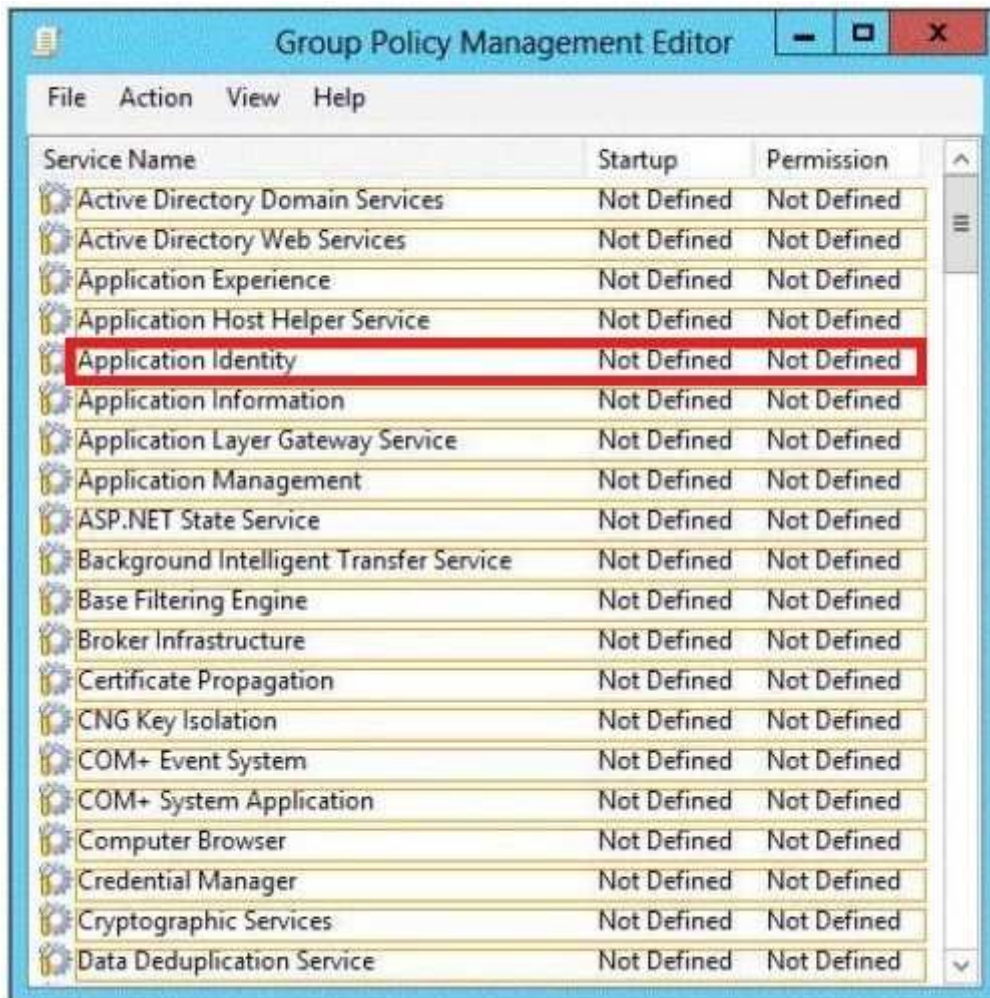 Group Policy Management Editor
File Action View Help
Service Name Startup Permission
Active Directory Domain Services Not Defined Not Defined
Active Directory Web Services Not Defined Not Defined
Application Experience Not Defined Not Defined
Application Host Helper Service Not Defined Not Defined
Application Identity Not Defined Not Defined
Application Information Not Defined Not Defined
Application Layer Gateway Service Not Defined Not Defined
Application Management Not Defined Not Defined
ASP.NET State Service Not Defined Not Defined
Background Intelligent Transfer Service Not Defined Not Defined
Base Filtering Engine Not Defined Not Defined
Broker Infrastructure Not Defined Not Defined
Certificate Propagation Not Defined Not Defined
CNG Key Isolation Not Defined Not Defined
COM+ Event System Not Defined Not Defined
COM+ System Application Not Defined Not Defined
Computer Browser Not Defined Not Defined
Credential Manager Not Defined Not Defined
Cryptographic Services Not Defined Not Defined
Data Deduplication Service Not Defined Not Defined